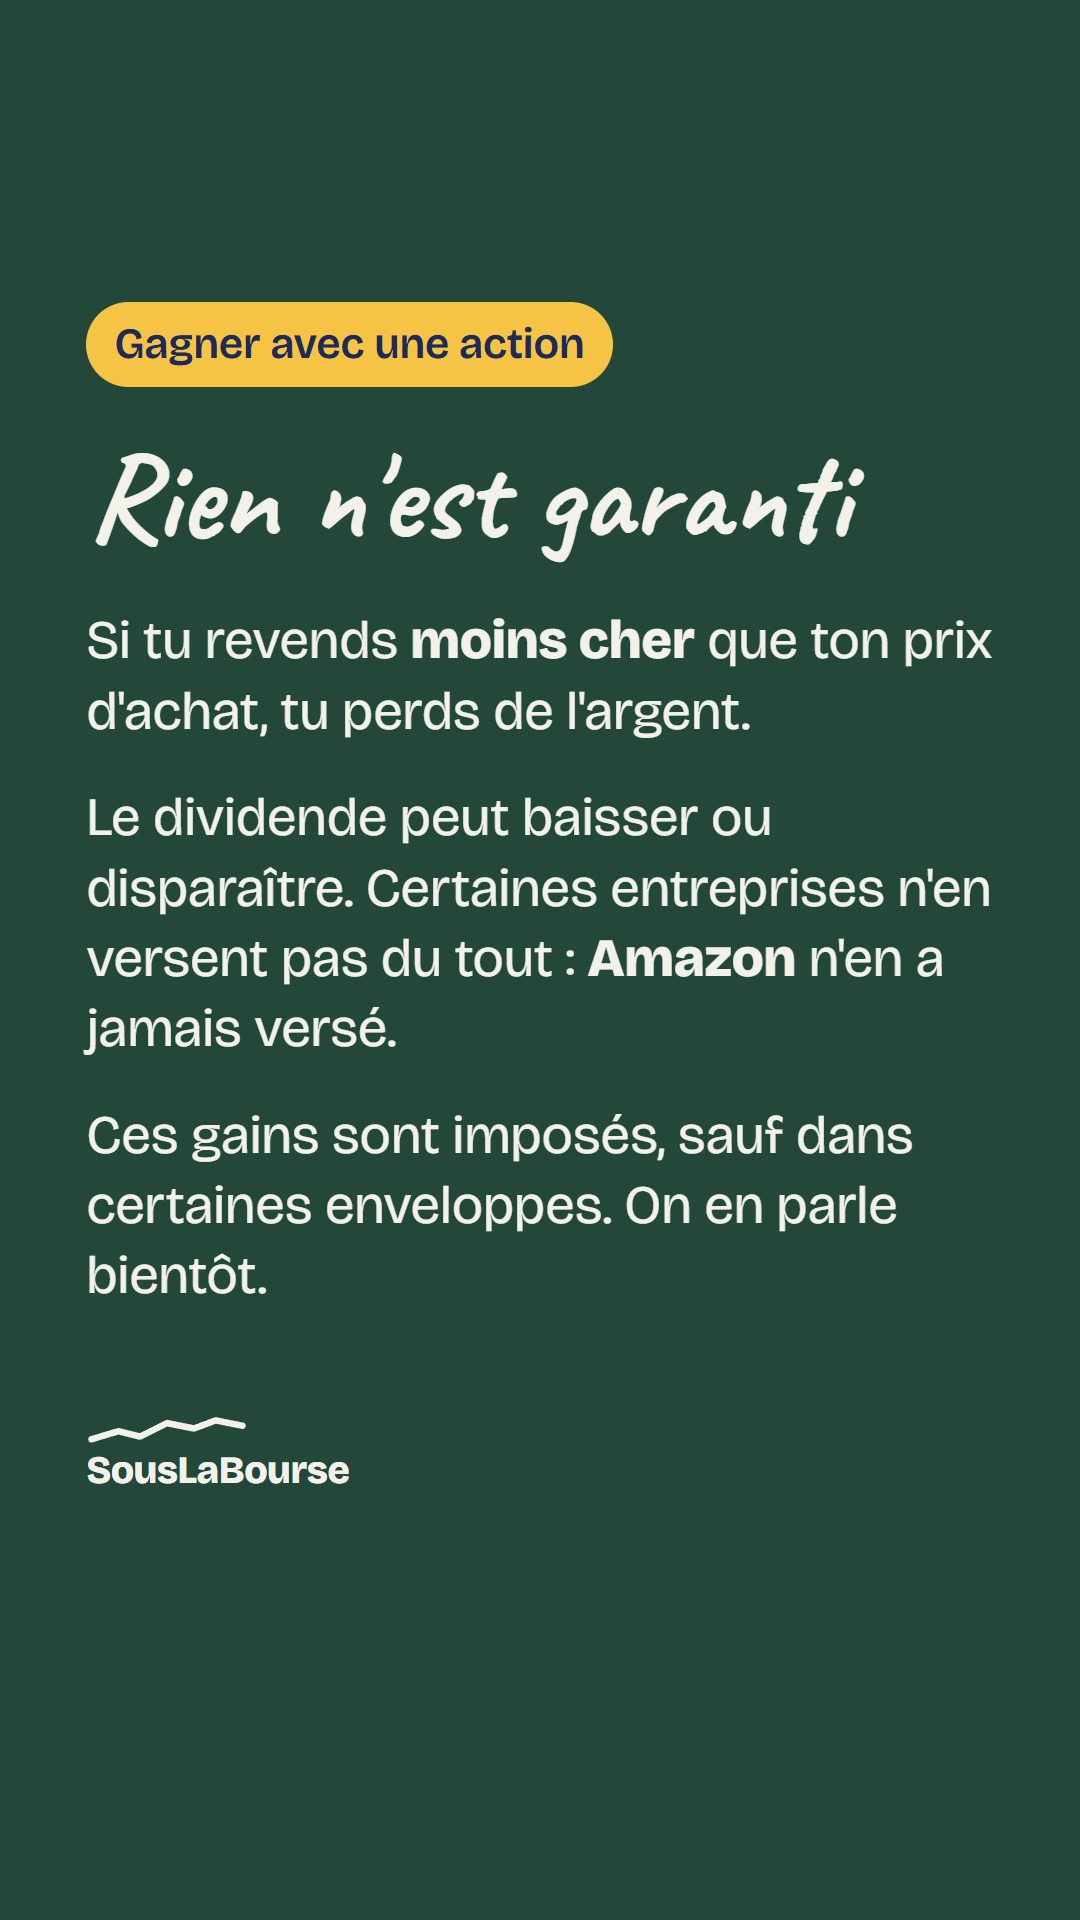 Gagner avec une action
Rien n'est garanti
Si tu revends moins cher que ton prix
d'achat, tu perds de l'argent.
Le dividende peut baisser ou
disparaître. Certaines entreprises n'en
versent pas du tout : Amazon n'en a
jamais versé.
Ces gains sont imposés, sauf dans
certaines enveloppes. On en parle
bientôt.
SousLaBourse